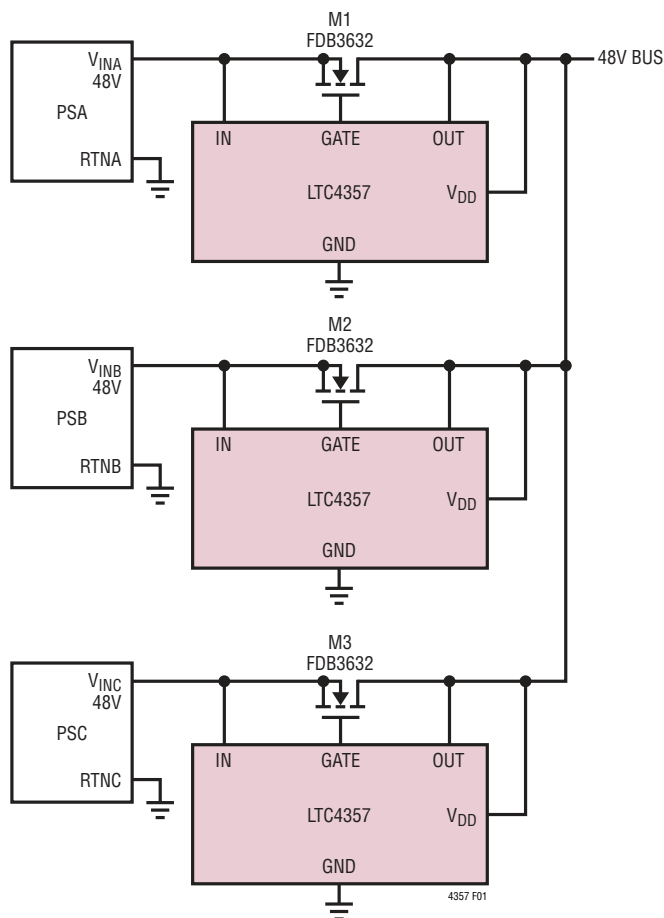 M1
FDB3632
48V BUS
VINA
48V
PSA
RTNA
IN
GATE
OUT
LTC4357
VDD
GND
M2
FDB3632
VINB
48V
PSB
RTNB
IN
GATE
OUT
LTC4357
VDD
GND
M3
FDB3632
VINC
48V
PSC
RTNC
IN
GATE
OUT
LTC4357
VDD
GND
4357 F01